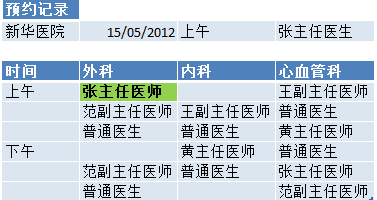 预约记录
新华医院 15/05/2012 上午 张主任医生
时间 外科 内科 心血管科
上午 张主任医师 王副主任医师
范副主任医师 王副主任医师 普通医生
普通医生 普通医生 黄主任医师
下午 黄主任医师 普通医生
范副主任医师 普通医生 张主任医师
普通医生 范副主任医师